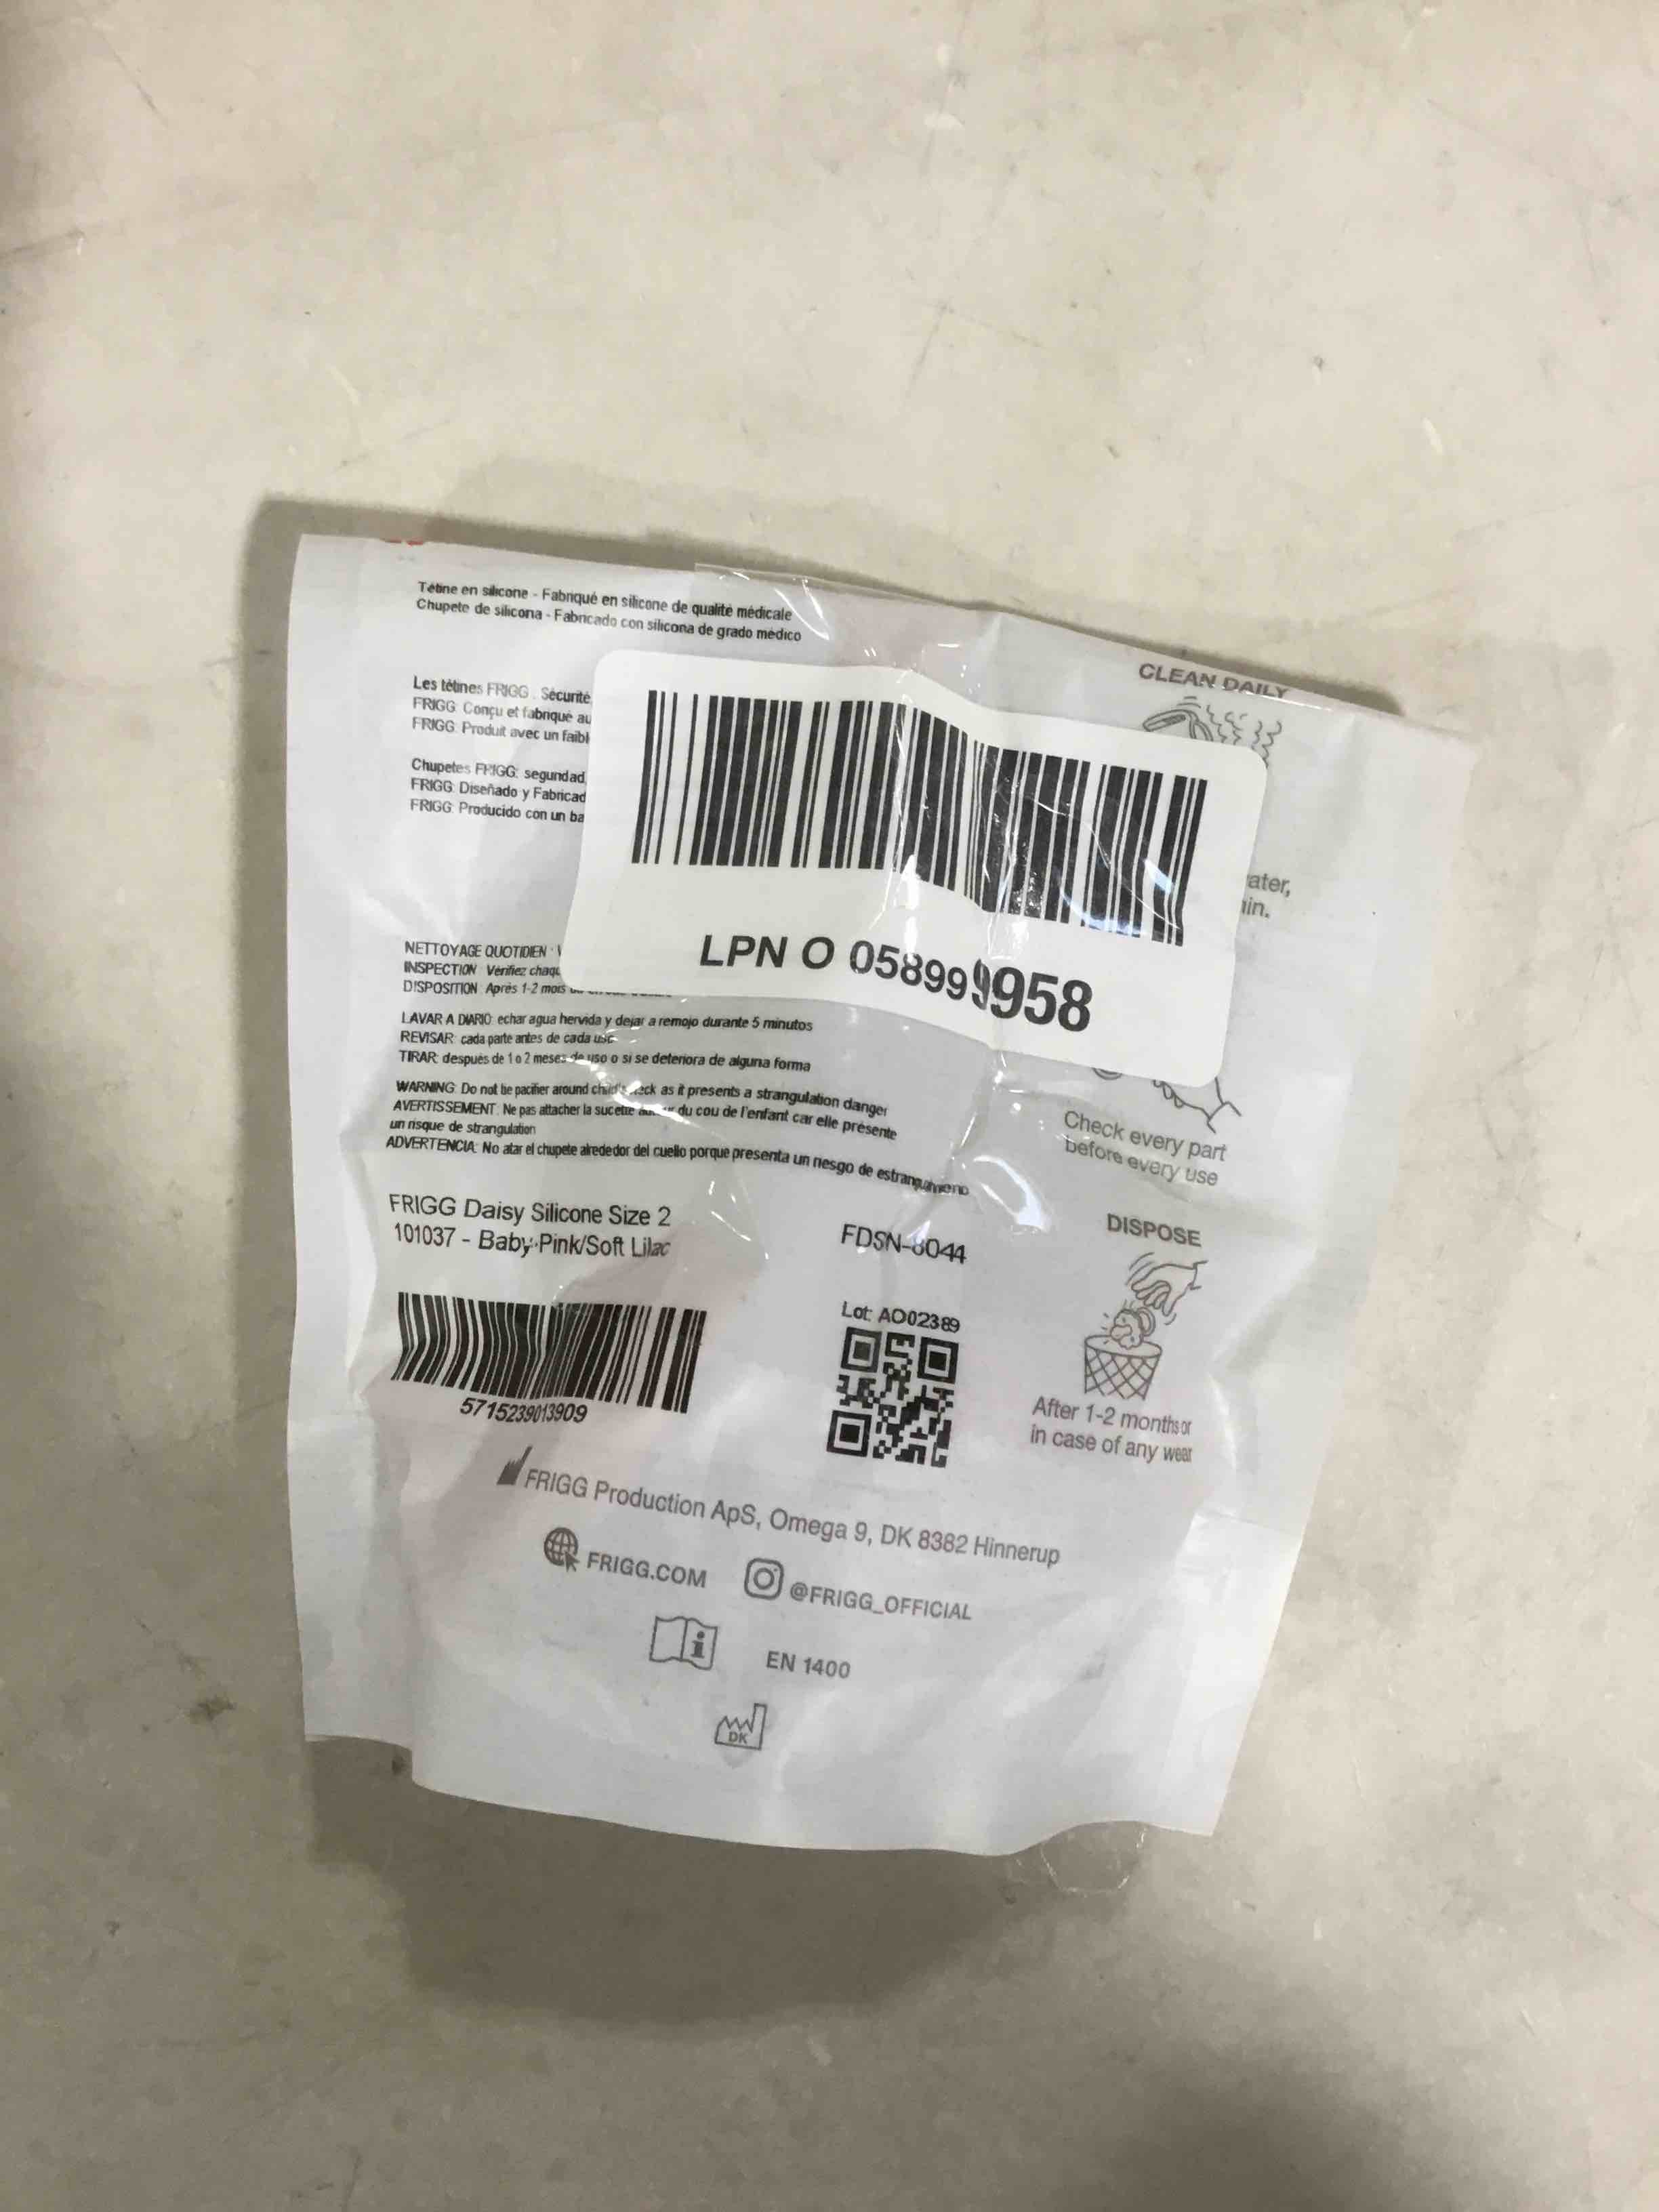 Tétine en silicone - Fabriqué en silicone de qualité médicale
Chupete de silicona - Fabricado con silicona de grado médico
Les tétines FRIGG : Sécurité
FRIGG: Conçu et fabriqué au
FRIGG: Produit avec un faibl
Chupetes FRIGG: seguridad
FRIGG: Diseñado y Fabricad
FRIGG: Producido con un ba
CLEAN DAILY
ater,
in.
LPN O 058999958
NETTOYAGE QUOTIDIEN :
INSPECTION: Vérifiez chaq
DISPOSITION: Après 1-2 mois
LAVAR A DIARIO: echar agua hervida y dejar a remojo durante 5 minutos
REVISAR: cada parte antes de cada uso
TIRAR: después de 1 o 2 meses de uso o si se deteriora de alguna forma
WARNING: Do not tie pacifier around child's neck as it presents a strangulation danger
AVERTISSEMENT: Ne pas attacher la sucette autour du cou de l'enfant car elle présente
un risque de strangulation
ADVERTENCIA: No atar el chupete alrededor del cuello porque presenta un riesgo de
Check every part
before every use
FRIGG Daisy Silicone Size 2
101037 - Baby Pink/Soft Lilac
FDSN-8044
DISPOSE
Lot: AO02389
5715239013909
After 1-2 months or
in case of any wear
FRIGG Production ApS, Omega 9, DK 8382 Hinnerup
FRIGG.COM
@FRIGG_OFFICIAL
EN 1400
DK